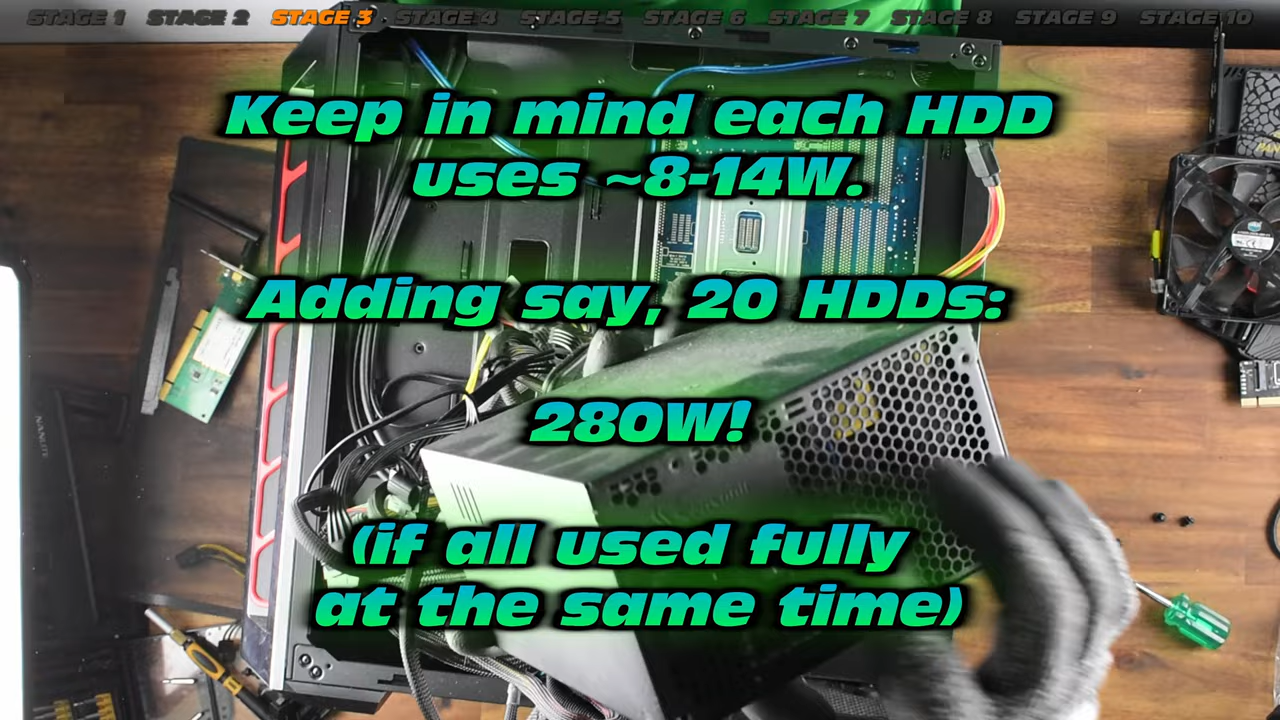 STAGE 1 STAGE 2 STAGE 3 STAGE 4 STAGE 5 STAGE 6 STAGE 7 STAGE 8 STAGE 9 STAGE 10
Keep in mind each HDD
uses ~8-14W.
Adding say, 20 HDDs:
280W!
(if all used fully
at the same time)